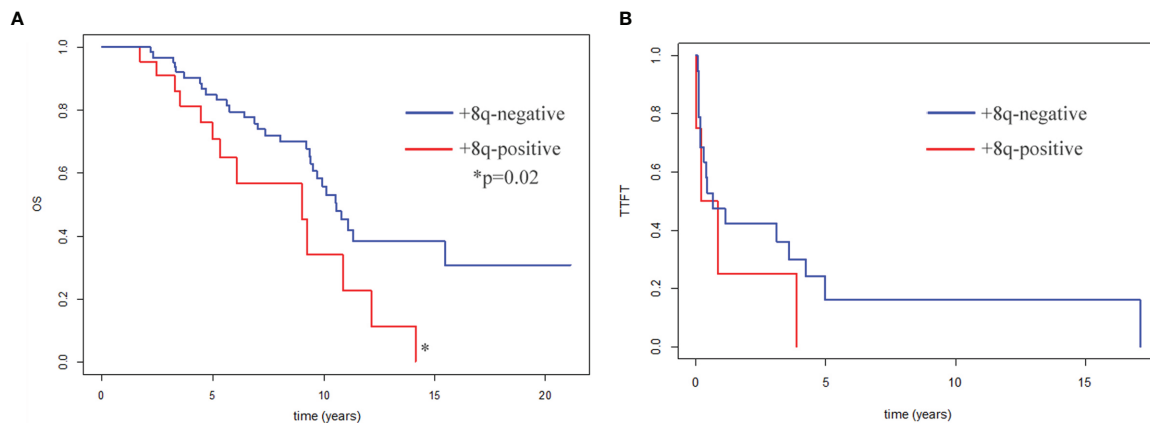 A
OS
1.0
0.8
0.6
0.4
0.2
0.0
+8q-negative
+8q-positive
*p=0.02
*
0 5 10 15 20
time (years)
B
TTFT
1.0
0.8
0.6
0.4
0.2
0.0
+8q-negative
+8q-positive
0 5 10 15
time (years)